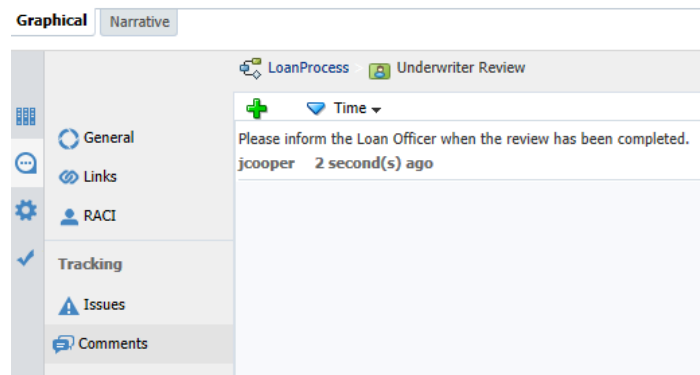 Graphical Narrative
LoanProcess Underwriter Review
Time
General
Links
RACI
Tracking
Issues
Comments
Please inform the Loan Officer when the review has been completed.
jcooper 2 second(s) ago